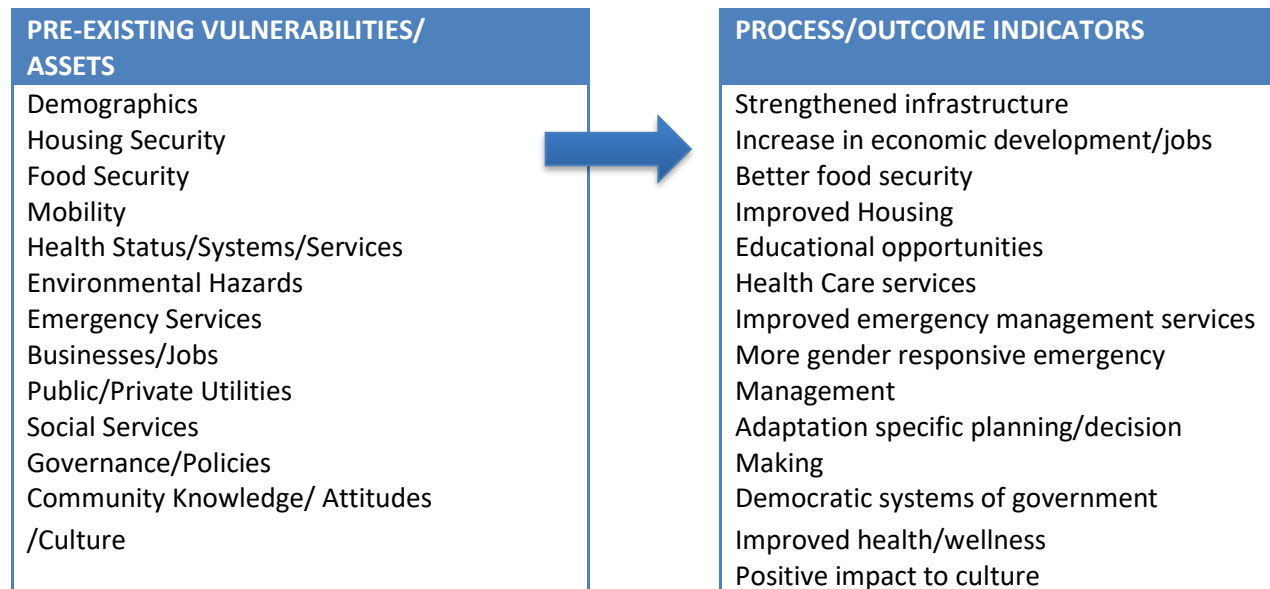 PRE-EXISTING VULNERABILITIES/
ASSETS
Demographics
Housing Security
Food Security
Mobility
Health Status/Systems/Services
Environmental Hazards
Emergency Services
Businesses/Jobs
Public/Private Utilities
Social Services
Governance/Policies
Community Knowledge/ Attitudes
/Culture
PROCESS/OUTCOME INDICATORS
Strengthened infrastructure
Increase in economic development/jobs
Better food security
Improved Housing
Educational opportunities
Health Care services
Improved emergency management services
More gender responsive emergency
Management
Adaptation specific planning/decision
Making
Democratic systems of government
Improved health/wellness
Positive impact to culture